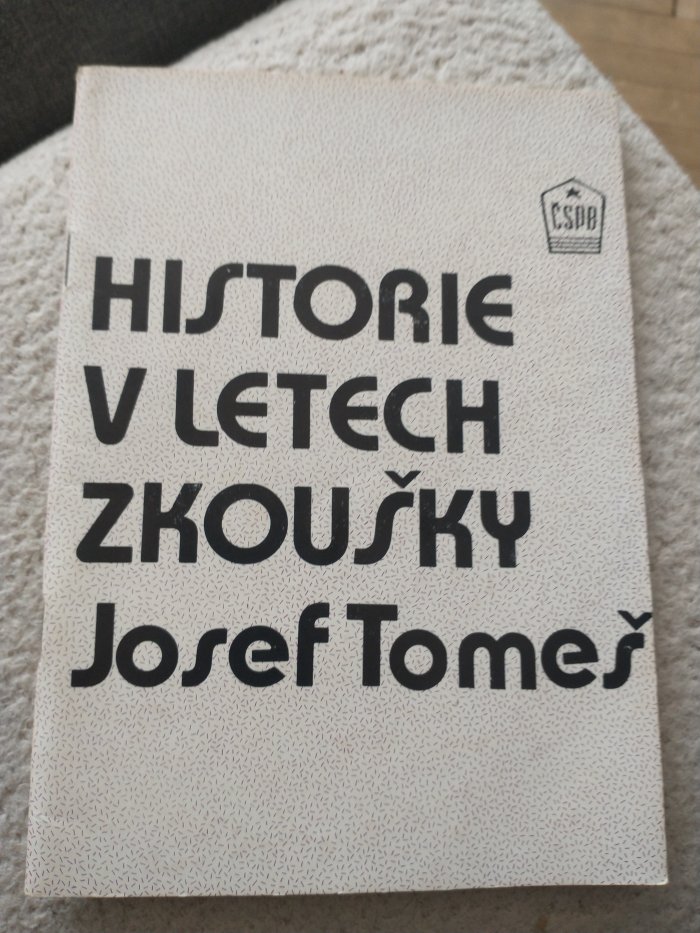 ČSPB
HISTORIE
V LETECH
ZKOUŠKY
Josef Tomeš